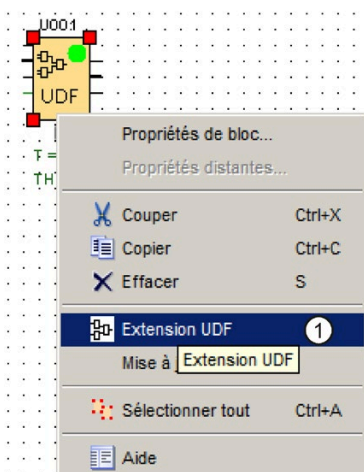 U001
UDF
Propriétés de bloc...
Propriétés distantes...
T =
Couper Ctrl+X
Copier Ctrl+C
Effacer S
Extension UDF 1
Mise à
Extension UDF
Sélectionner tout Ctrl+A
Aide